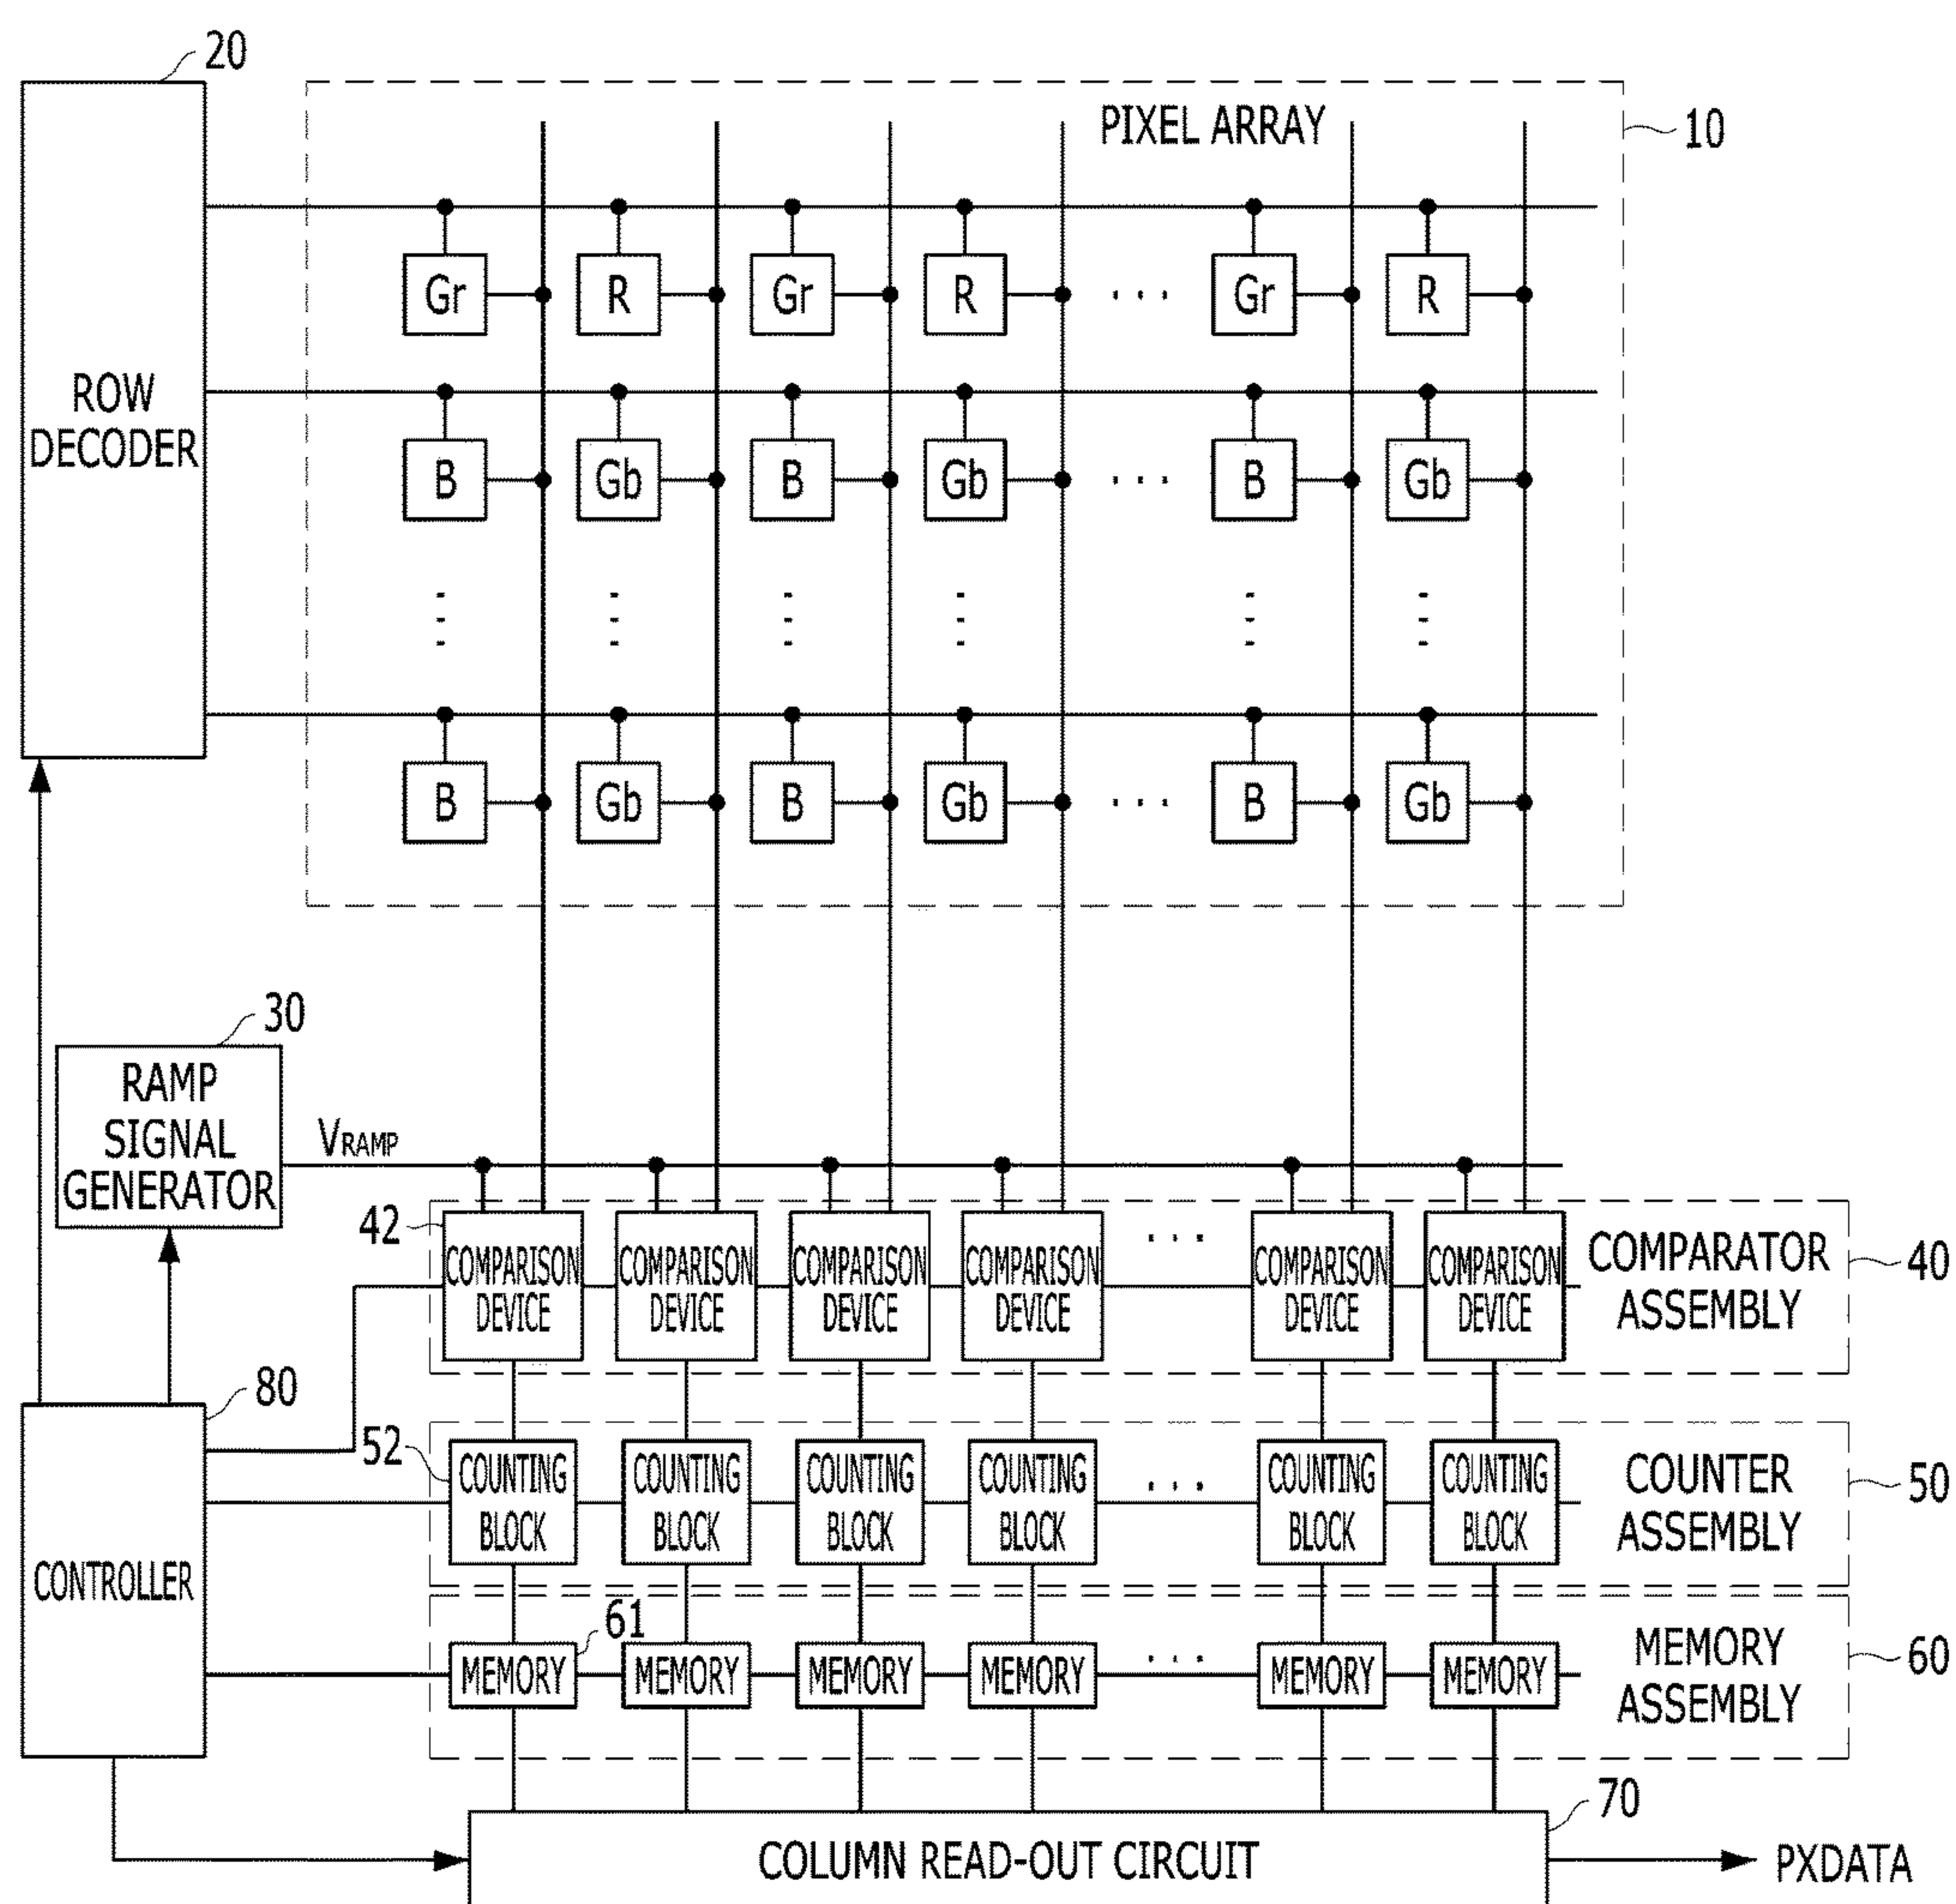 20
PIXEL ARRAY
10
Gr R Gr R ... Gr R
ROW
DECODER
B Gb B Gb ... B Gb
B Gb B Gb ... B Gb
30
RAMP
SIGNAL
GENERATOR
VRAMP
42
COMPARISON DEVICE
COMPARISON DEVICE
COMPARISON DEVICE
COMPARISON DEVICE
...
COMPARISON DEVICE
COMPARISON DEVICE
COMPARATOR
ASSEMBLY
40
80
CONTROLLER
52
COUNTING BLOCK
COUNTING BLOCK
COUNTING BLOCK
COUNTING BLOCK
...
COUNTING BLOCK
COUNTING BLOCK
COUNTER
ASSEMBLY
50
61
MEMORY MEMORY MEMORY MEMORY ... MEMORY MEMORY
MEMORY
ASSEMBLY
60
70
COLUMN READ-OUT CIRCUIT
PXDATA